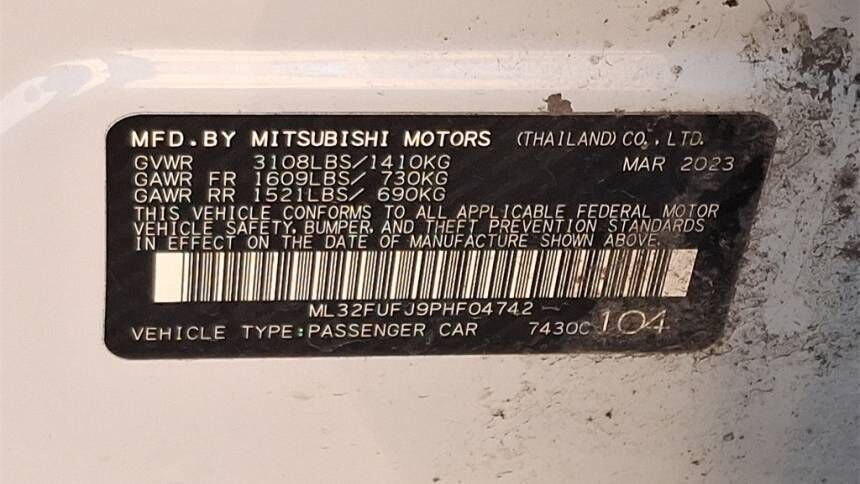 MFD.BY MITSUBISHI MOTORS (THAILAND) CO., LTD.
GVWR 3108LBS/1410KG MAR 2023
GAWR FR 1609LBS/ 730KG
GAWR RR 1521LBS/ 690KG
THIS VEHICLE CONFORMS TO ALL APPLICABLE FEDERAL MOTOR
VEHICLE SAFETY, BUMPER, AND THEFT PREVENTION STANDARDS
IN EFFECT ON THE DATE OF MANUFACTURE SHOWN ABOVE.
ML32FUFJ9PHF04742
VEHICLE TYPE:PASSENGER CAR 7430C 104